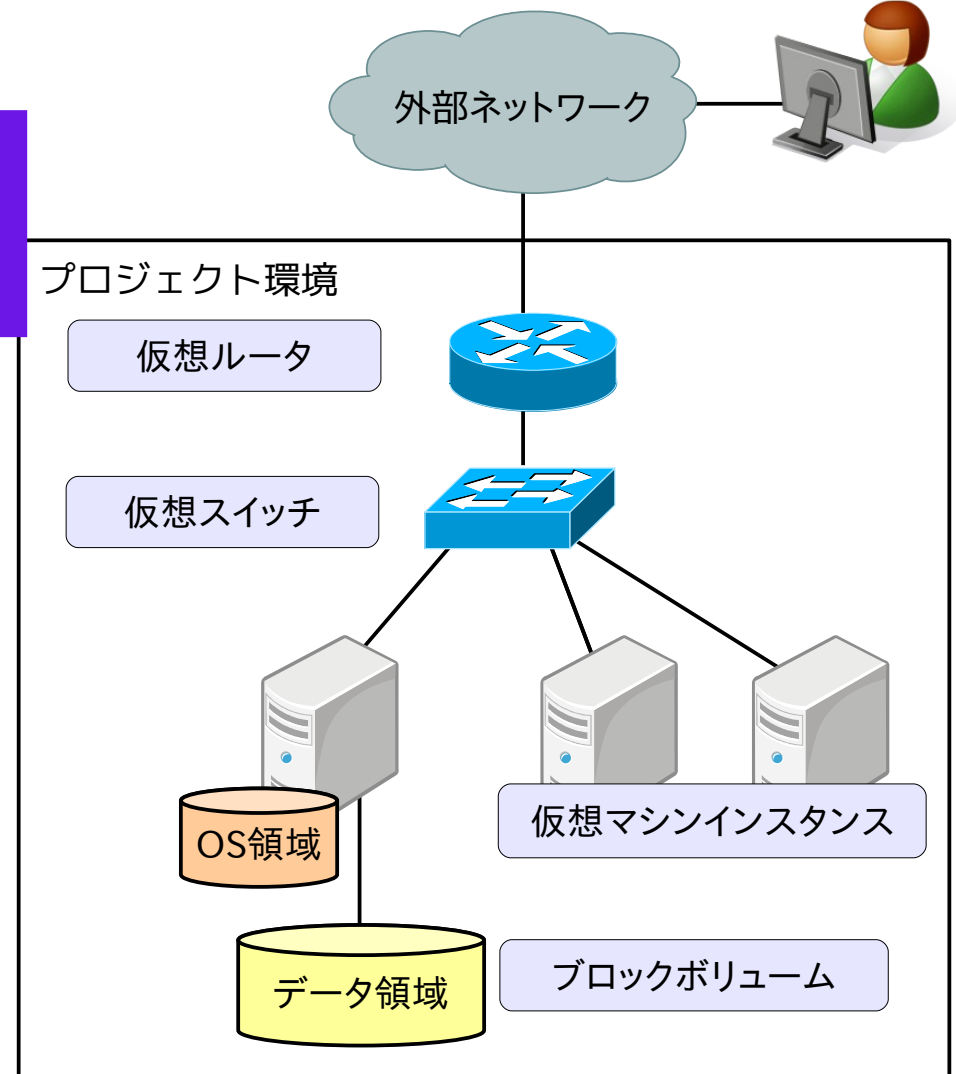 外部ネットワーク
プロジェクト環境
仮想ルータ
仮想スイッチ
仮想マシンインスタンス
OS領域
データ領域
ブロックボリューム